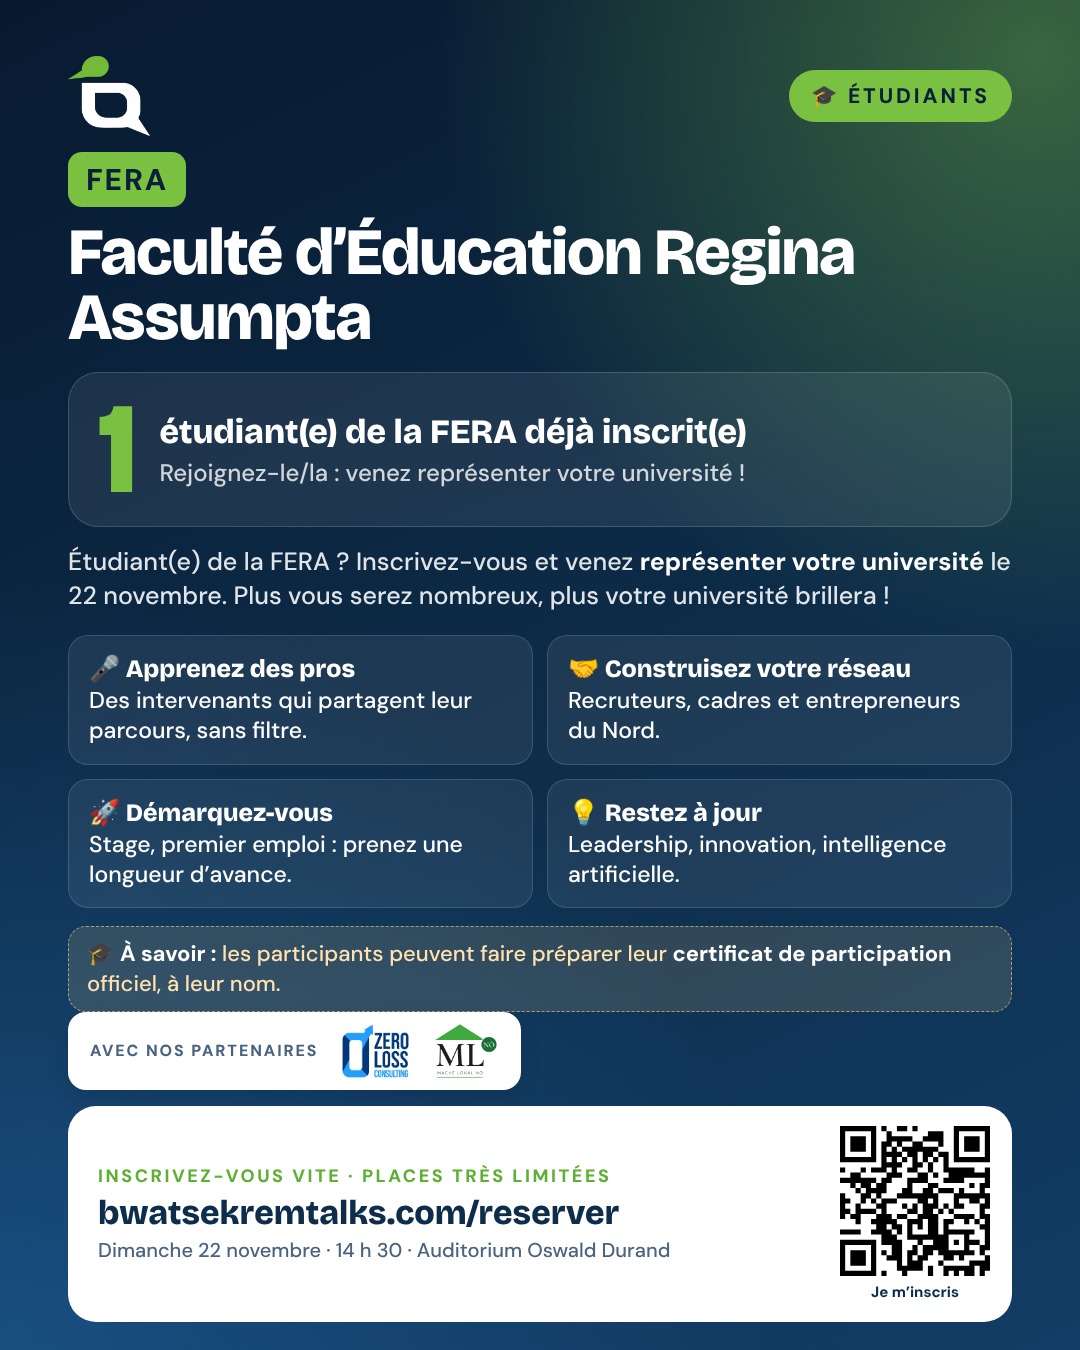 🎓 ÉTUDIANTS
FERA
Faculté d’Éducation Regina
Assumpta
1
étudiant(e) de la FERA déjà inscrit(e)
Rejoignez-le/la : venez représenter votre université !
Étudiant(e) de la FERA ? Inscrivez-vous et venez représenter votre université le
22 novembre. Plus vous serez nombreux, plus votre université brillera !
🎤 Apprenez des pros
Des intervenants qui partagent leur
parcours, sans filtre.
🤝 Construisez votre réseau
Recruteurs, cadres et entrepreneurs
du Nord.
🚀 Démarquez-vous
Stage, premier emploi : prenez une
longueur d’avance.
💡 Restez à jour
Leadership, innovation, intelligence
artificielle.
🎓 À savoir : les participants peuvent faire préparer leur certificat de participation
officiel, à leur nom.
AVEC NOS PARTENAIRES
ZERO
LOSS
CONSULTING
ML
NÒ
MACHÉ LOKAL NÒ
INSCRIVEZ-VOUS VITE · PLACES TRÈS LIMITÉES
bwatsekremtalks.com/reserver
Dimanche 22 novembre · 14 h 30 · Auditorium Oswald Durand
Je m’inscris